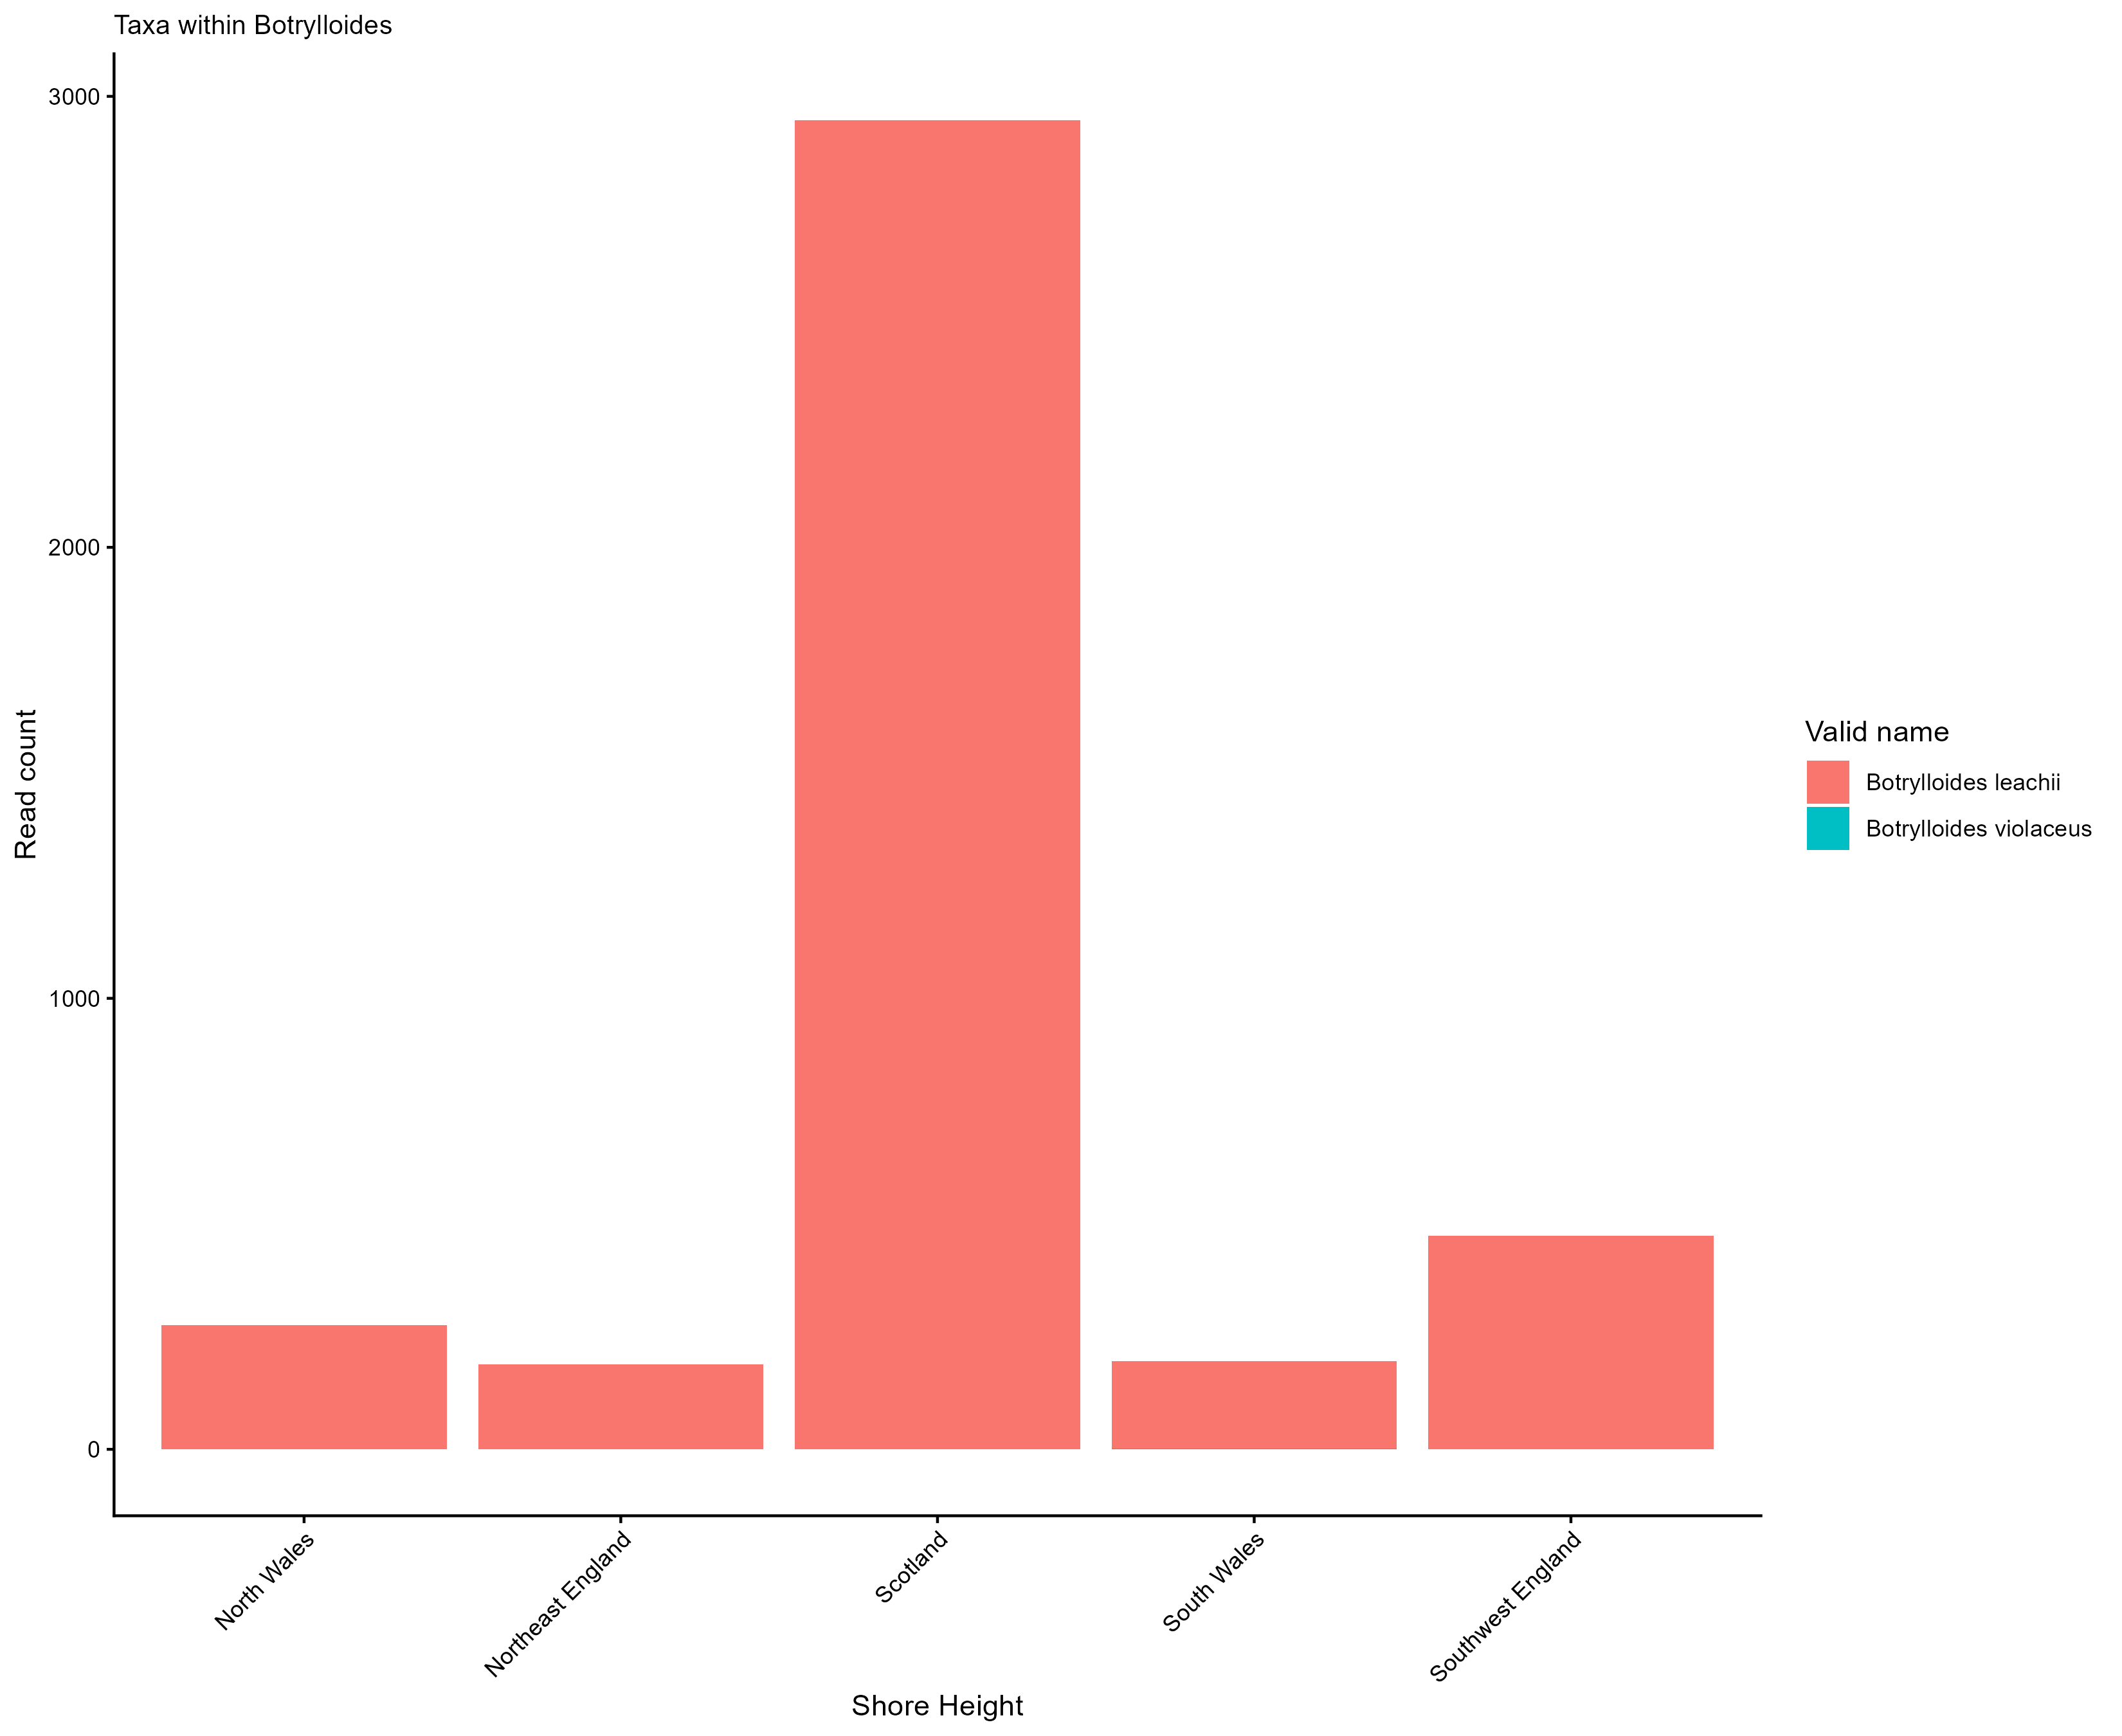 Taxa within Botrylloides
3000
2000
1000
0
Read count
North Wales
Northeast England
Scotland
South Wales
Southwest England
Shore Height
Valid name
Botrylloides leachii
Botrylloides violaceus